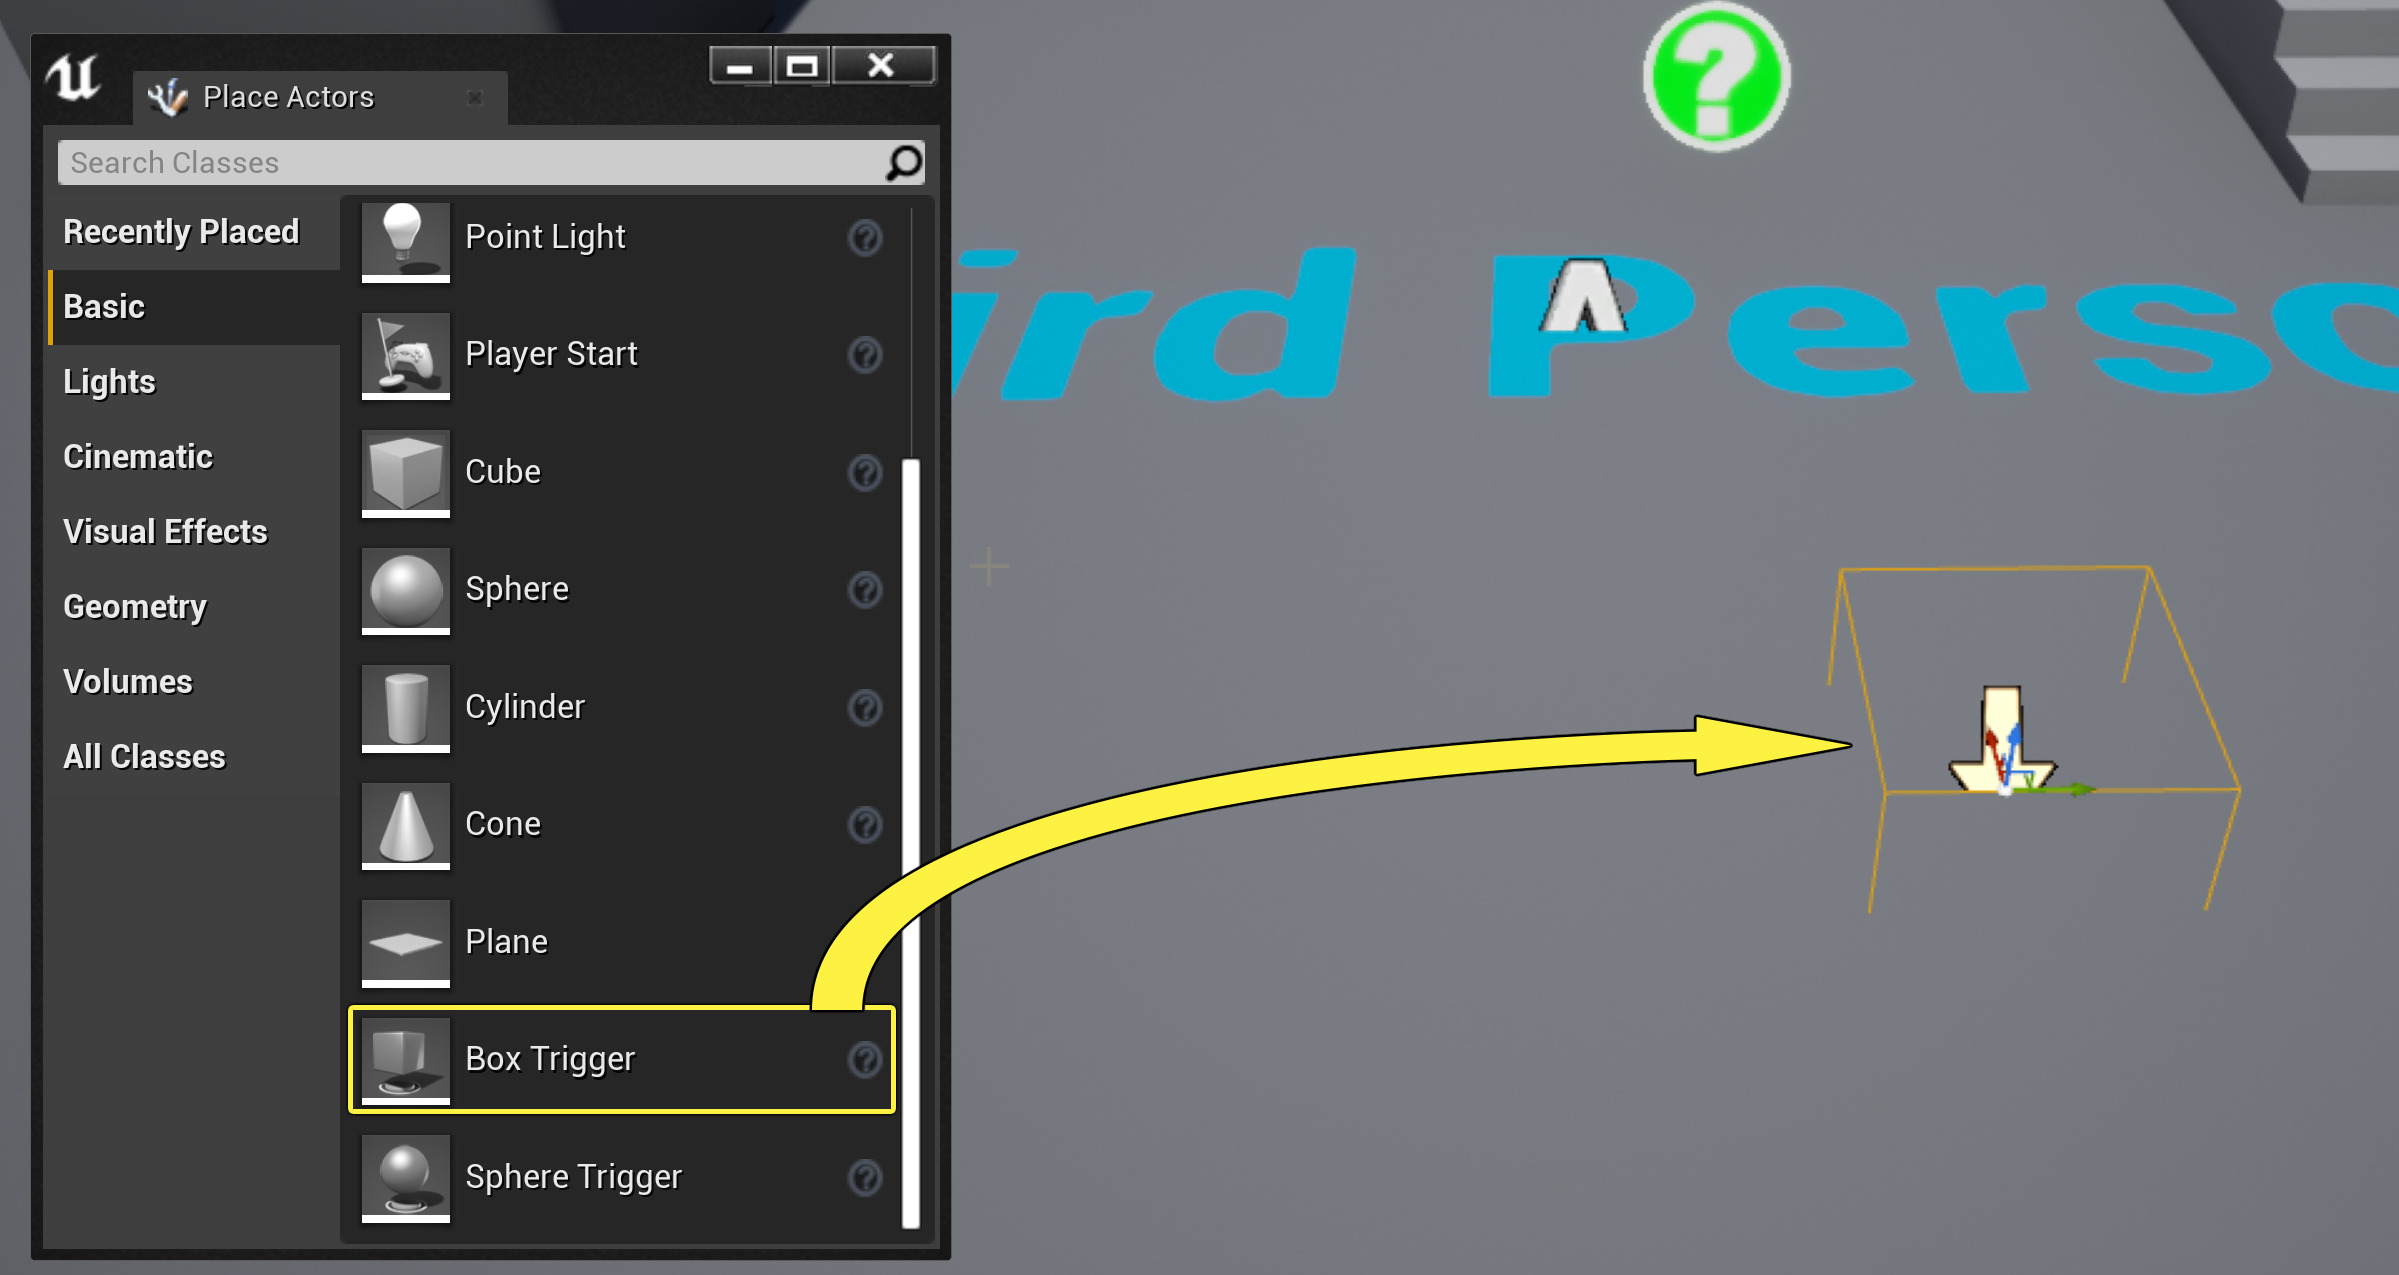 Place Actors
Search Classes
Recently Placed
Basic
Lights
Cinematic
Visual Effects
Geometry
Volumes
All Classes
Point Light
Player Start
Cube
Sphere
Cylinder
Cone
Plane
Box Trigger
Sphere Trigger
ird Perso